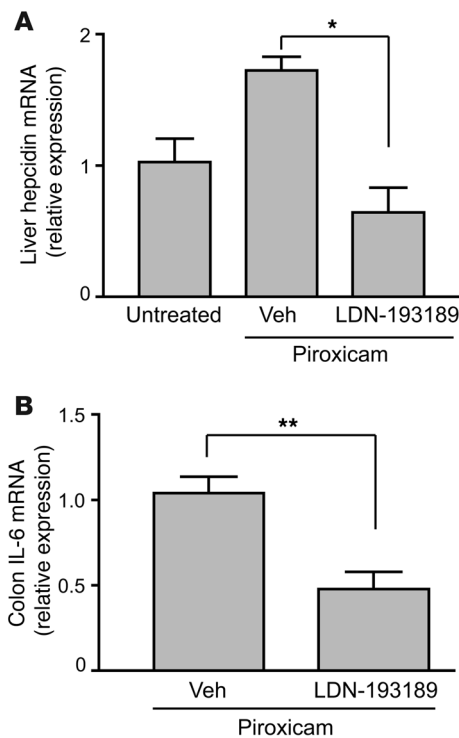 A
Liver hepcidin mRNA
(relative expression)
2
1
0
*
Untreated
Veh
LDN-193189
Piroxicam
B
Colon IL-6 mRNA
(relative expression)
1.5
1.0
0.5
0
**
Veh
LDN-193189
Piroxicam